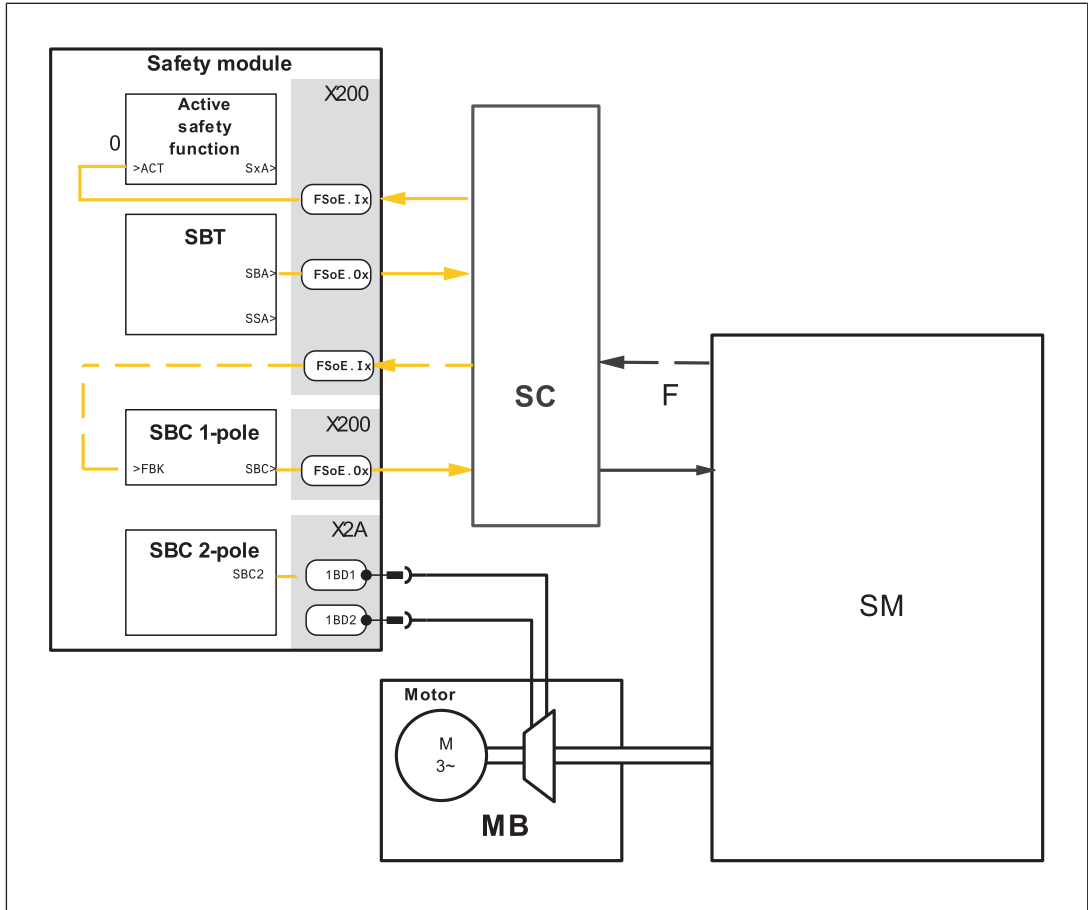 Safety module
X200
Active
safety
function
0
>ACT
SxA>
FSoE.Ix
SBT
SBA>
FSoE.Ox
SSA>
FSoE.Ix
SC
F
X200
SBC 1-pole
>FBK
SBC>
FSoE.Ox
X2A
SBC 2-pole
SBC2
1BD1
1BD2
SM
Motor
M
3~
MB